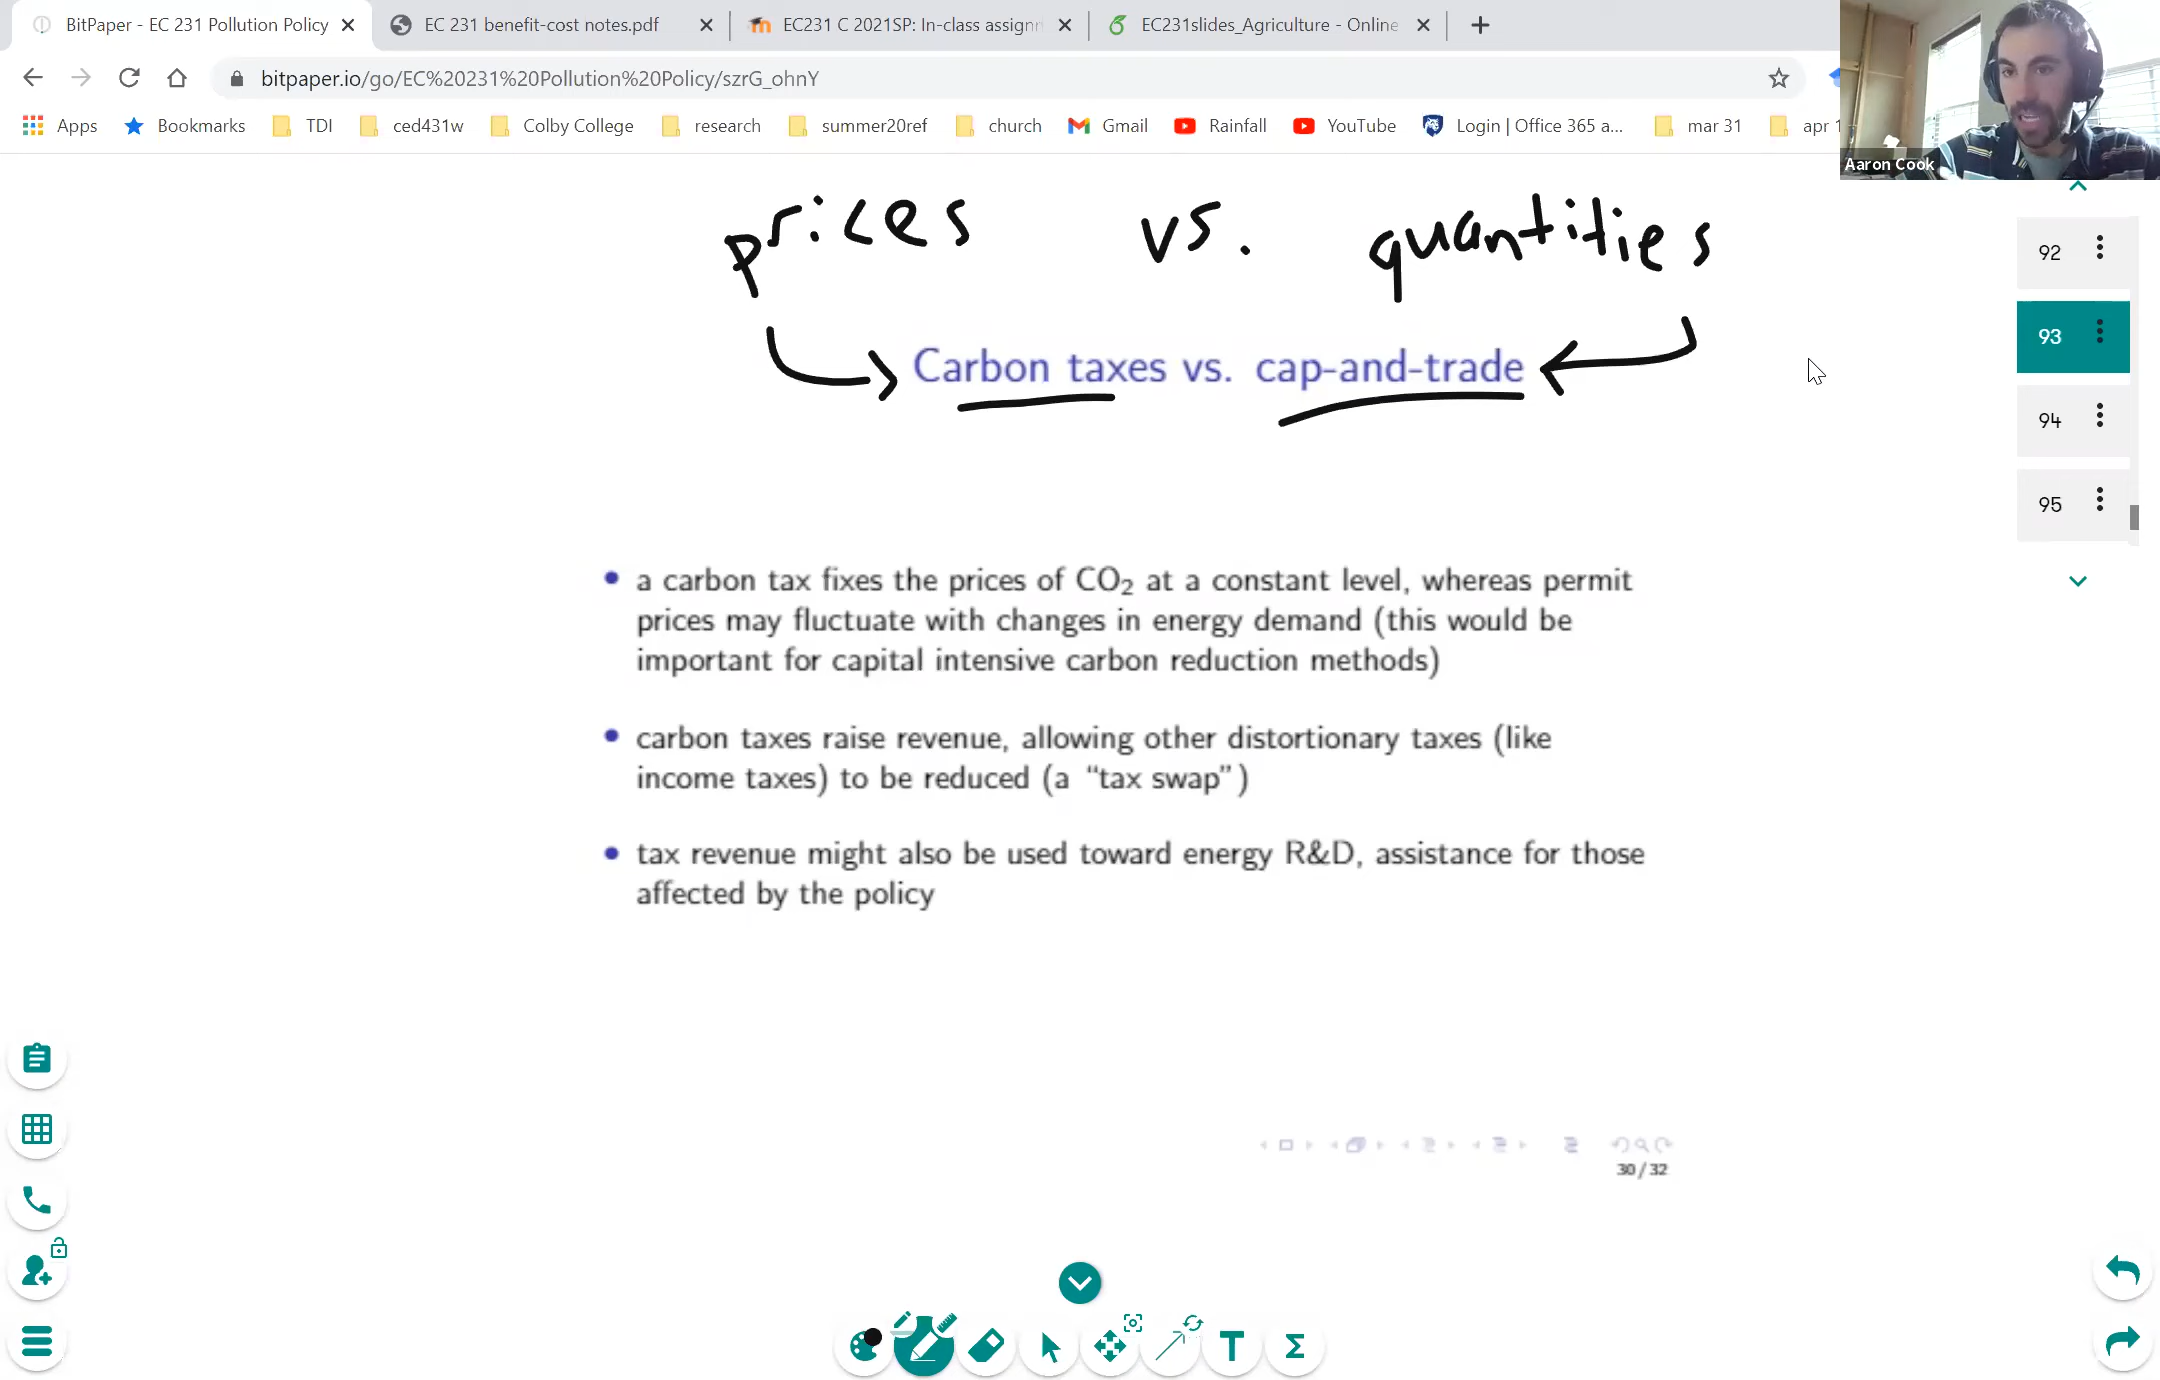 BitPaper - EC 231 Pollution Policy
EC 231 benefit-cost notes.pdf
EC231 C 2021SP: In-class assign
EC231slides_Agriculture - Online
bitpaper.io/go/EC%20231%20Pollution%20Policy/szrG_ohnY
Apps
Bookmarks
TDI
ced431w
Colby College
research
summer20ref
church
Gmail
Rainfall
YouTube
Login | Office 365 a...
mar 31
apr 1
Aaron Cook
prices vs. quantities
Carbon taxes vs. cap-and-trade
92
93
94
95
• a carbon tax fixes the prices of CO₂ at a constant level, whereas permit
prices may fluctuate with changes in energy demand (this would be
important for capital intensive carbon reduction methods)
• carbon taxes raise revenue, allowing other distortionary taxes (like
income taxes) to be reduced (a “tax swap”)
• tax revenue might also be used toward energy R&D, assistance for those
affected by the policy
30 / 32
T
Σ